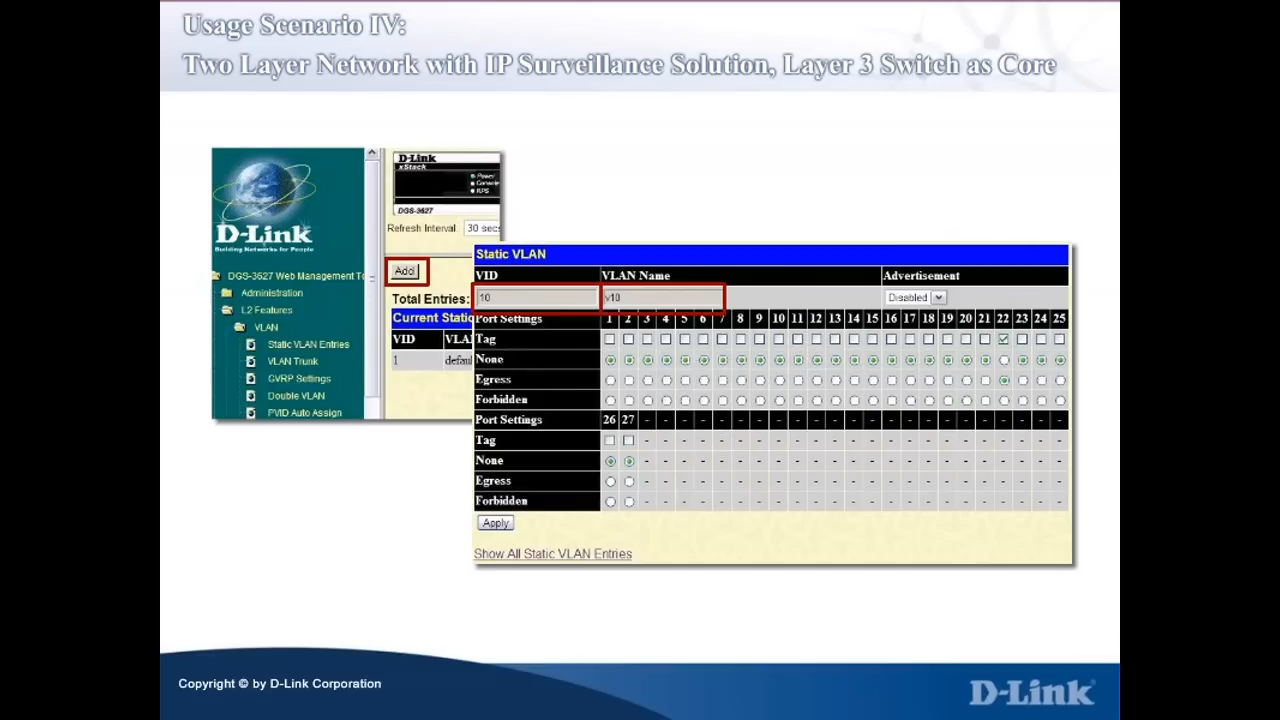 Usage Scenario IV:
Two Layer Network with IP Surveillance Solution, Layer 3 Switch as Core
D-Link
Building Networks for People
DGS-3627 Web Management To
Administration
L2 Features
VLAN
Static VLAN Entries
VLAN Trunk
GVRP Settings
Double VLAN
PVID Auto Assign
D-Link
xStack
Power
Console
RPS
DGS-3627
Refresh Interval 30 secs
Add
Total Entries:
Current Static
VID VLA
1 defau
Static VLAN
VID VLAN Name Advertisement
10 v10 Disabled
Port Settings 1 2 3 4 5 6 7 8 9 10 11 12 13 14 15 16 17 18 19 20 21 22 23 24 25
Tag
None
Egress
Forbidden
Port Settings 26 27 - - - - - - - - - - - - - - - - - - - - - - -
Tag - - - - - - - - - - - - - - - - - - - - - - -
None - - - - - - - - - - - - - - - - - - - - - - -
Egress - - - - - - - - - - - - - - - - - - - - - - -
Forbidden - - - - - - - - - - - - - - - - - - - - - - -
Apply
Show All Static VLAN Entries
Copyright © by D-Link Corporation
D-Link